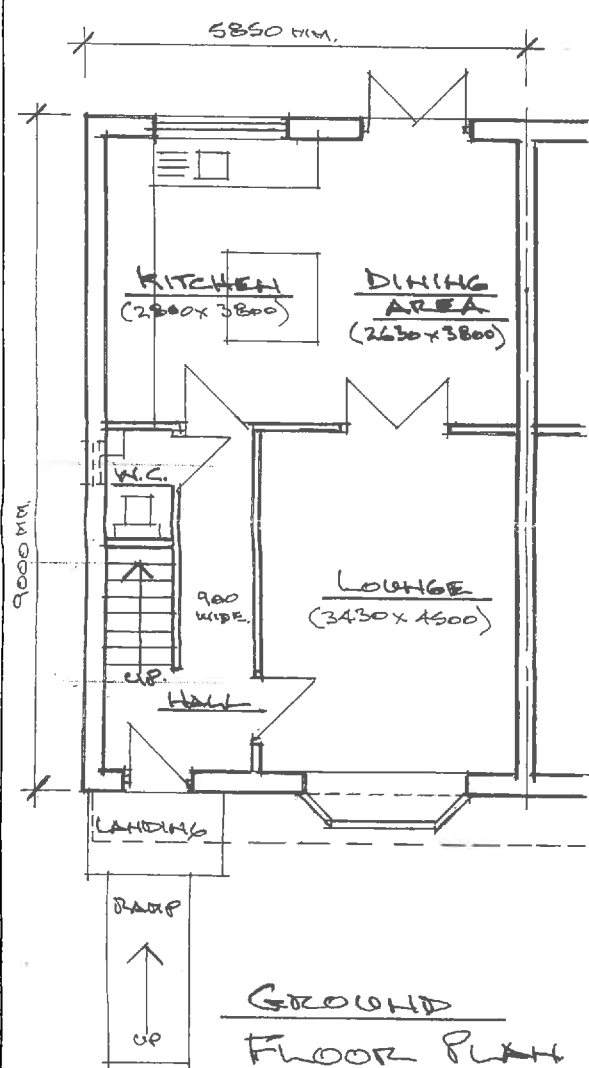 5850 MM.
KITCHEN
(2800 x 3800)
DINING
AREA
(2630 x 3800)
W.C.
9000 MM.
900
WIDE.
LOUNGE
(3430 x 4500)
UP.
HALL
LANDING
RAMP
UP
GROUND
FLOOR PLAN